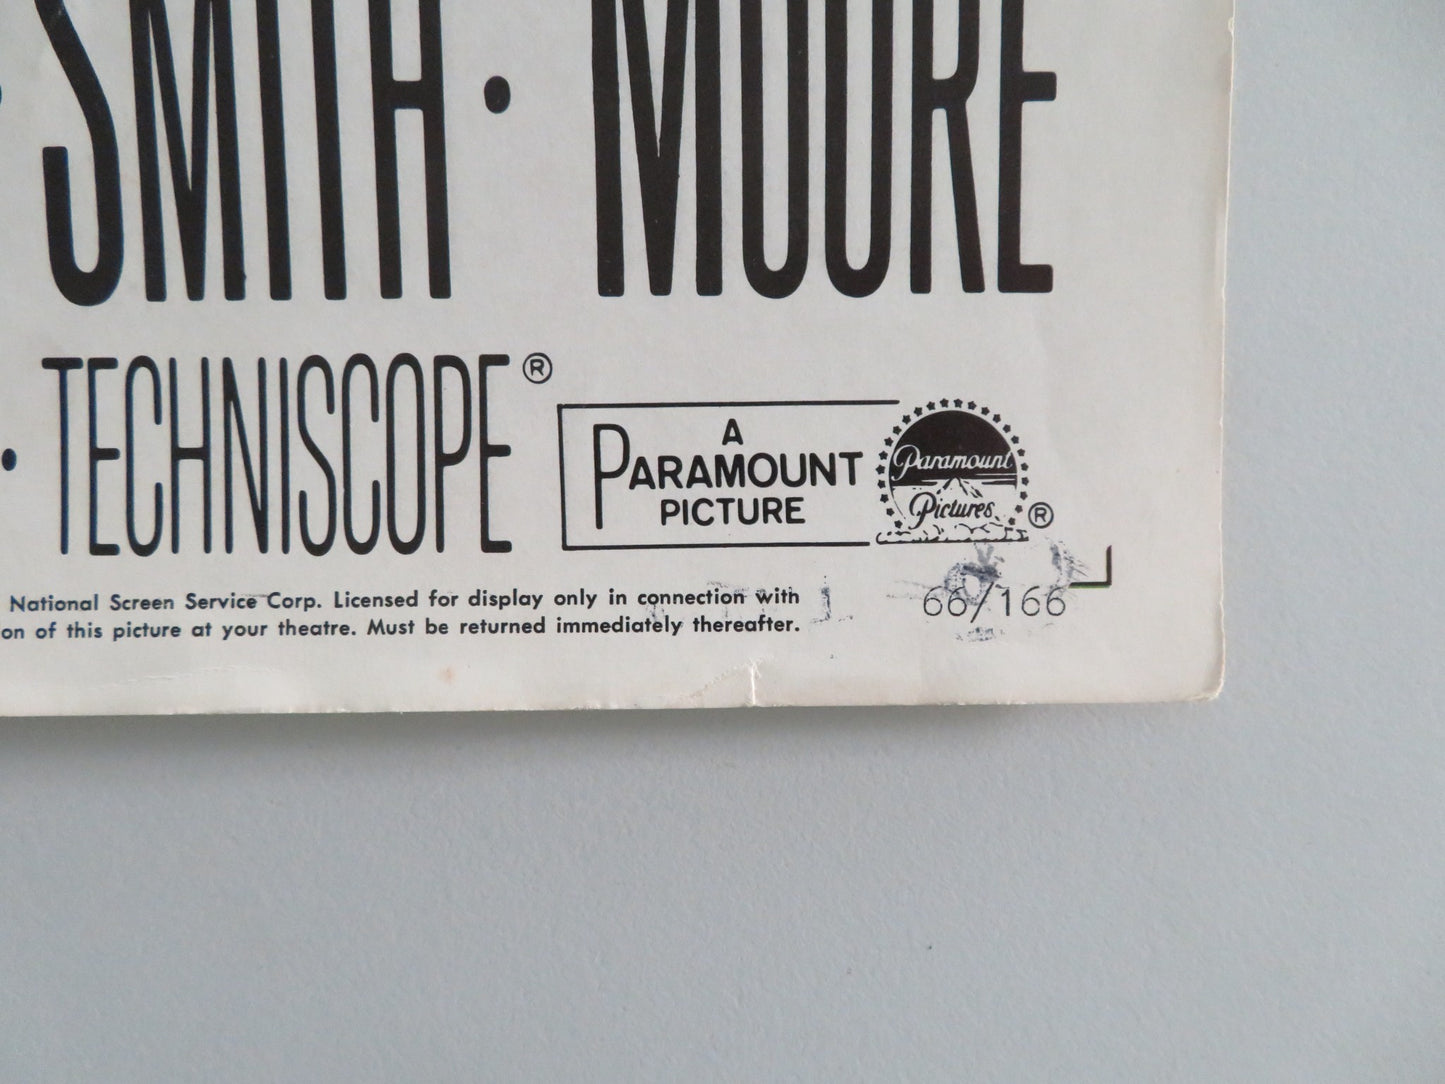 SMITH · MOORE
· TECHNISCOPE®
A
PARAMOUNT
PICTURE
Paramount
Pictures
®
National Screen Service Corp. Licensed for display only in connection with
on of this picture at your theatre. Must be returned immediately thereafter.
66/166